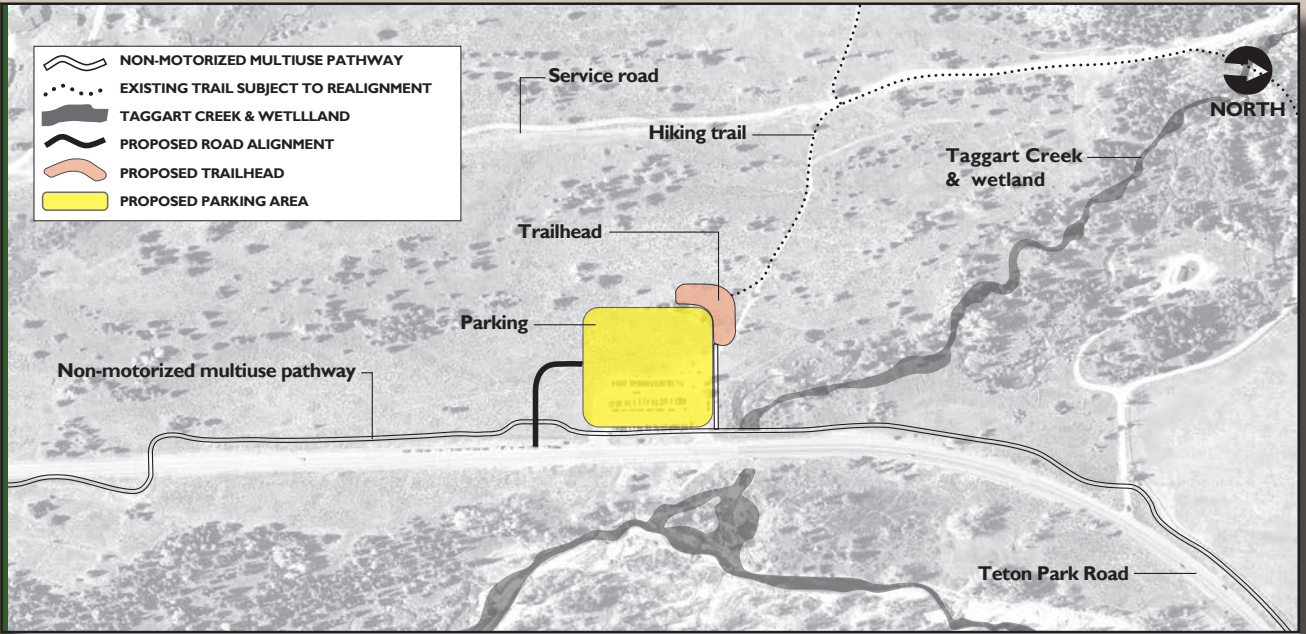 NON-MOTORIZED MULTIUSE PATHWAY
EXISTING TRAIL SUBJECT TO REALIGNMENT
TAGGART CREEK & WETLLLAND
PROPOSED ROAD ALIGNMENT
PROPOSED TRAILHEAD
PROPOSED PARKING AREA
Service road
NORTH
Hiking trail
Taggart Creek
& wetland
Trailhead
Parking
Non-motorized multiuse pathway
Teton Park Road